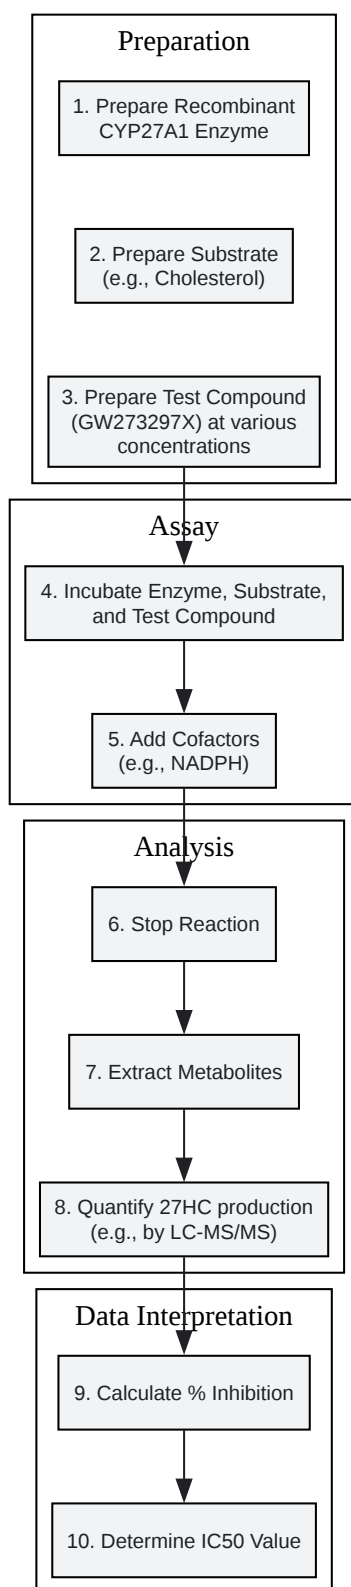 Preparation
1. Prepare Recombinant
CYP27A1 Enzyme
2. Prepare Substrate
(e.g., Cholesterol)
3. Prepare Test Compound
(GW273297X) at various
concentrations
Assay
4. Incubate Enzyme, Substrate,
and Test Compound
5. Add Cofactors
(e.g., NADPH)
Analysis
6. Stop Reaction
7. Extract Metabolites
8. Quantify 27HC production
(e.g., by LC-MS/MS)
Data Interpretation
9. Calculate % Inhibition
10. Determine IC50 Value